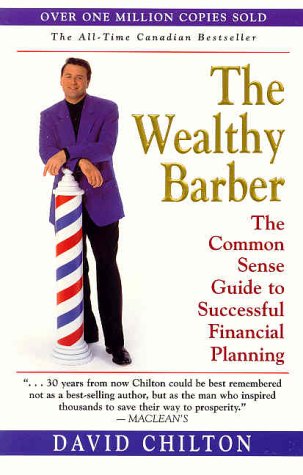 OVER ONE MILLION COPIES SOLD
The All-Time Canadian Bestseller
The
Wealthy
Barber
The
Common
Sense
Guide to
Successful
Financial
Planning
“. . . 30 years from now Chilton could be best remembered
not as a best-selling author, but as the man who inspired
thousands to save their way to prosperity.”
— MACLEAN'S
DAVID CHILTON